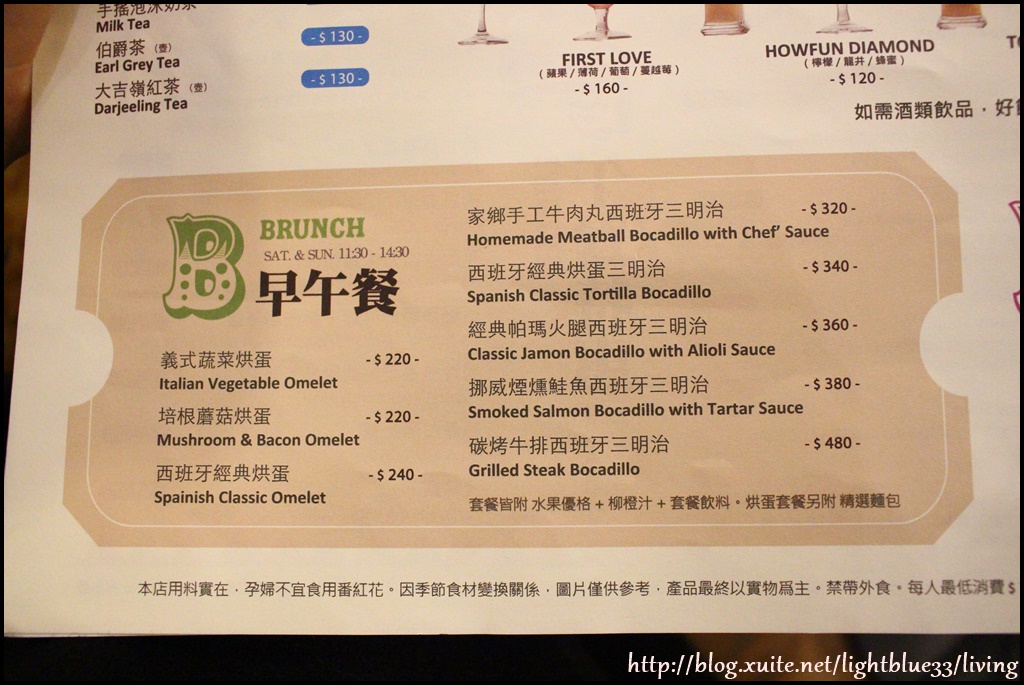 手搖泡沫奶茶
Milk Tea
伯爵茶 (壺)
- $ 130 -
Earl Grey Tea
大吉嶺紅茶 (壺)
- $ 130 -
Darjeeling Tea
FIRST LOVE
( 蘋果 / 薄荷 / 葡萄 / 蔓越莓 )
- $ 160 -
HOWFUN DIAMOND
( 檸檬 / 龍井 / 蜂蜜 )
- $ 120 -
如需酒類飲品，好
B BRUNCH
SAT. & SUN. 11:30 - 14:30
早午餐
義式蔬菜烘蛋 - $ 220 -
Italian Vegetable Omelet
培根蘑菇烘蛋 - $ 220 -
Mushroom & Bacon Omelet
西班牙經典烘蛋 - $ 240 -
Spainish Classic Omelet
家鄉手工牛肉丸西班牙三明治 - $ 320 -
Homemade Meatball Bocadillo with Chef’ Sauce
西班牙經典烘蛋三明治 - $ 340 -
Spanish Classic Tortilla Bocadillo
經典帕瑪火腿西班牙三明治 - $ 360 -
Classic Jamon Bocadillo with Alioli Sauce
挪威煙燻鮭魚西班牙三明治 - $ 380 -
Smoked Salmon Bocadillo with Tartar Sauce
碳烤牛排西班牙三明治 - $ 480 -
Grilled Steak Bocadillo
套餐皆附 水果優格 + 柳橙汁 + 套餐飲料。烘蛋套餐另附 精選麵包
本店用料實在，孕婦不宜食用番紅花。因季節食材變換關係，圖片僅供參考，產品最終以實物爲主。禁帶外食。每人最低消費 $
http://blog.xuite.net/lightblue33/living